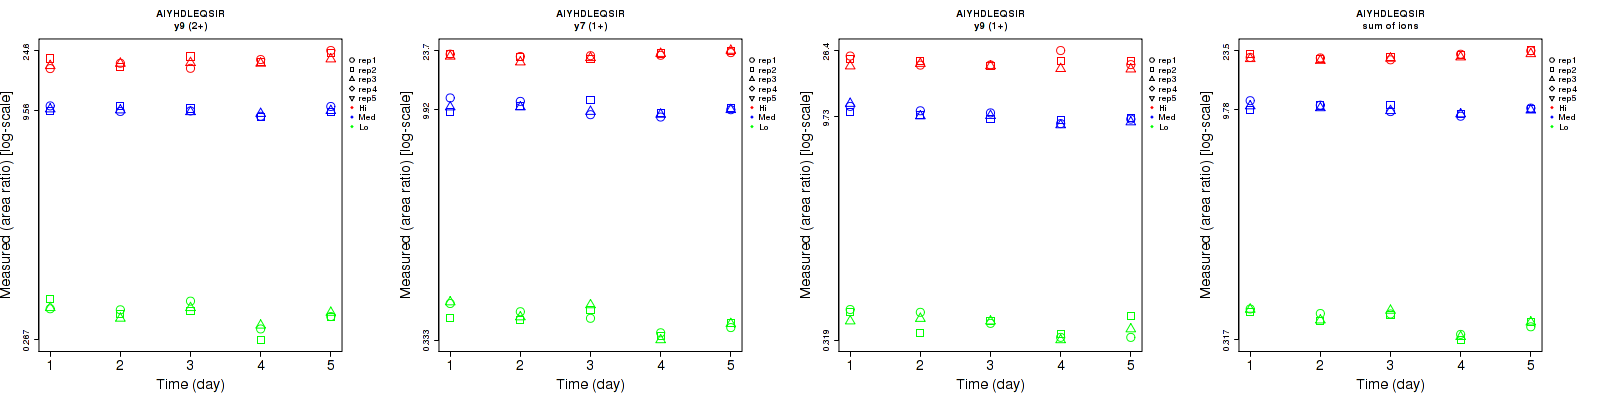 AIYHDLEQSIR
y9 (2+)
Measured (area ratio) [log-scale]
24.6
9.56
0.267
1 2 3 4 5
Time (day)
rep1
rep2
rep3
rep4
rep5
Hi
Med
Lo
AIYHDLEQSIR
y7 (1+)
Measured (area ratio) [log-scale]
23.7
9.92
0.333
1 2 3 4 5
Time (day)
rep1
rep2
rep3
rep4
rep5
Hi
Med
Lo
AIYHDLEQSIR
y9 (1+)
Measured (area ratio) [log-scale]
26.4
9.73
0.319
1 2 3 4 5
Time (day)
rep1
rep2
rep3
rep4
rep5
Hi
Med
Lo
AIYHDLEQSIR
sum of ions
Measured (area ratio) [log-scale]
23.5
9.78
0.317
1 2 3 4 5
Time (day)
rep1
rep2
rep3
rep4
rep5
Hi
Med
Lo